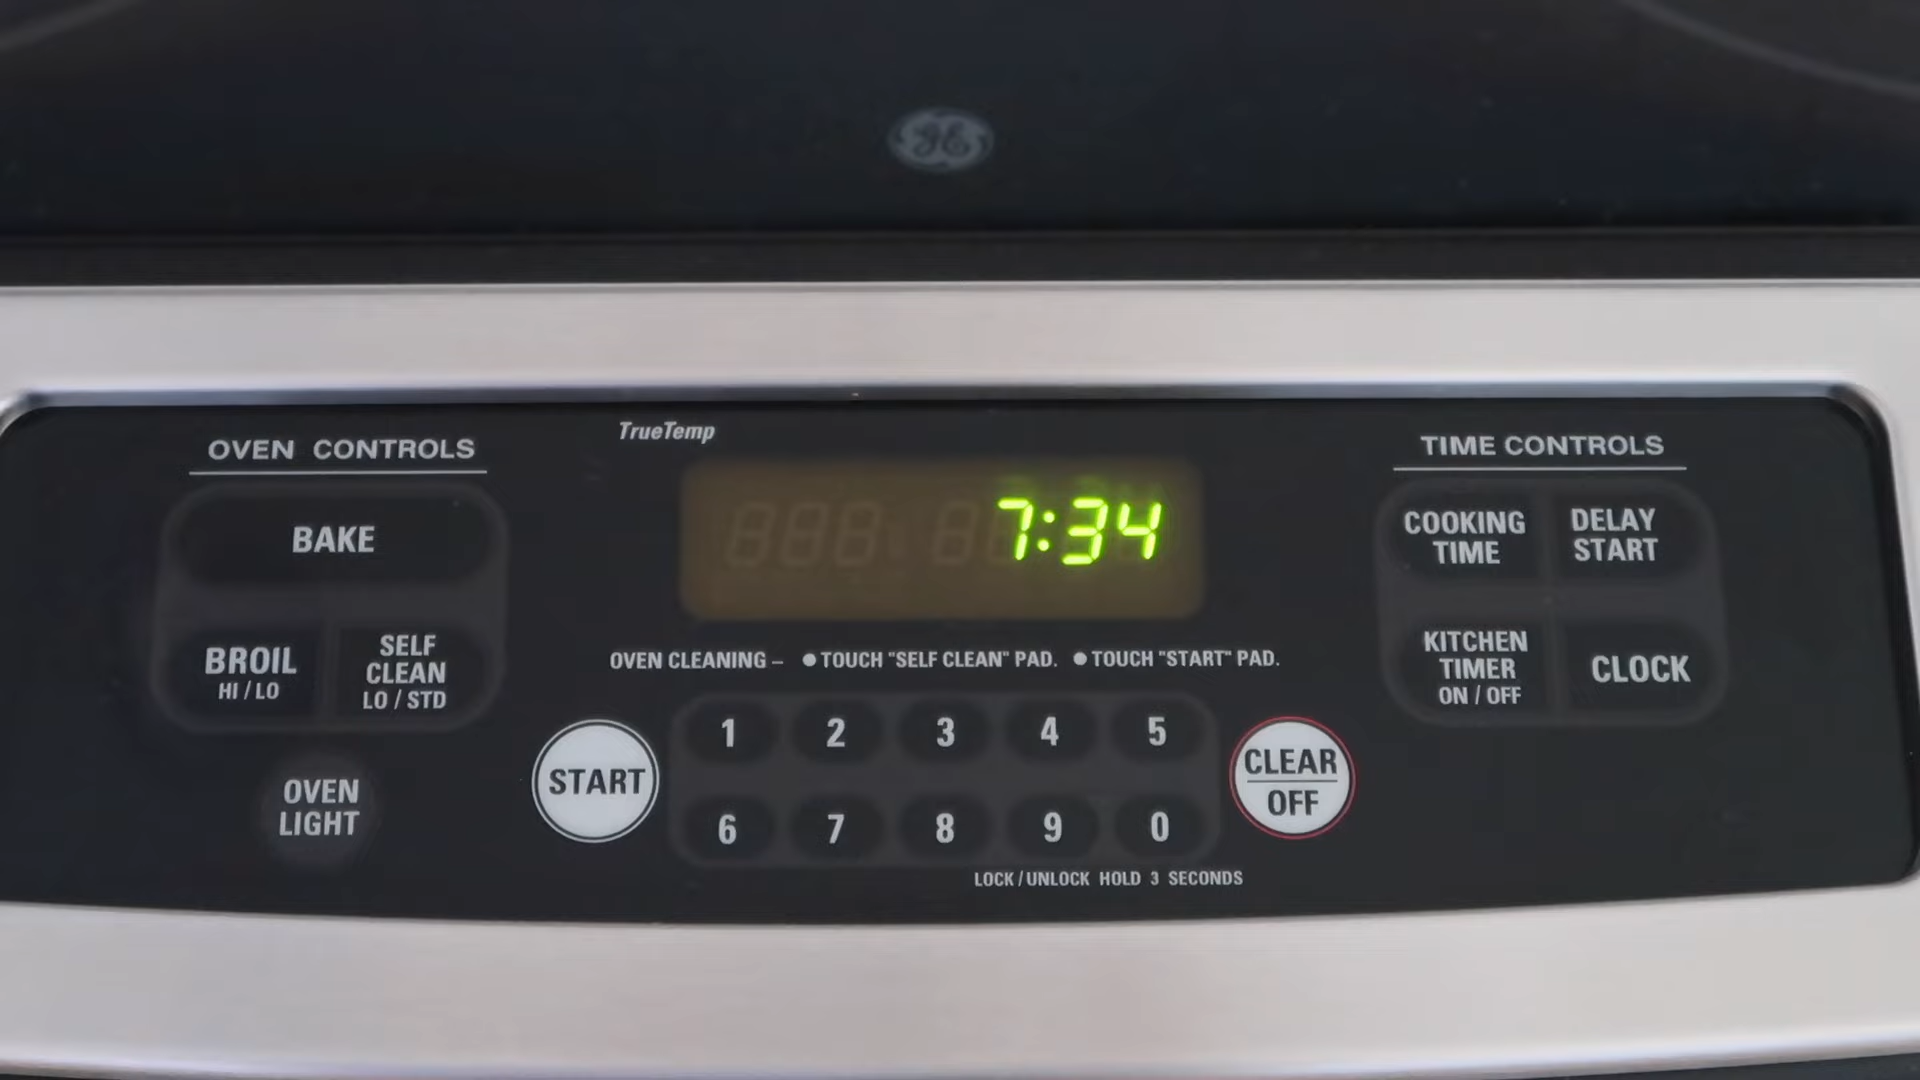 GE
OVEN CONTROLS
TrueTemp
TIME CONTROLS
7:34
BAKE
COOKING
TIME
DELAY
START
BROIL
HI / LO
SELF
CLEAN
LO / STD
OVEN CLEANING – ● TOUCH "SELF CLEAN" PAD. ● TOUCH "START" PAD.
KITCHEN
TIMER
ON / OFF
CLOCK
OVEN
LIGHT
START
1 2 3 4 5
6 7 8 9 0
CLEAR
OFF
LOCK / UNLOCK HOLD 3 SECONDS